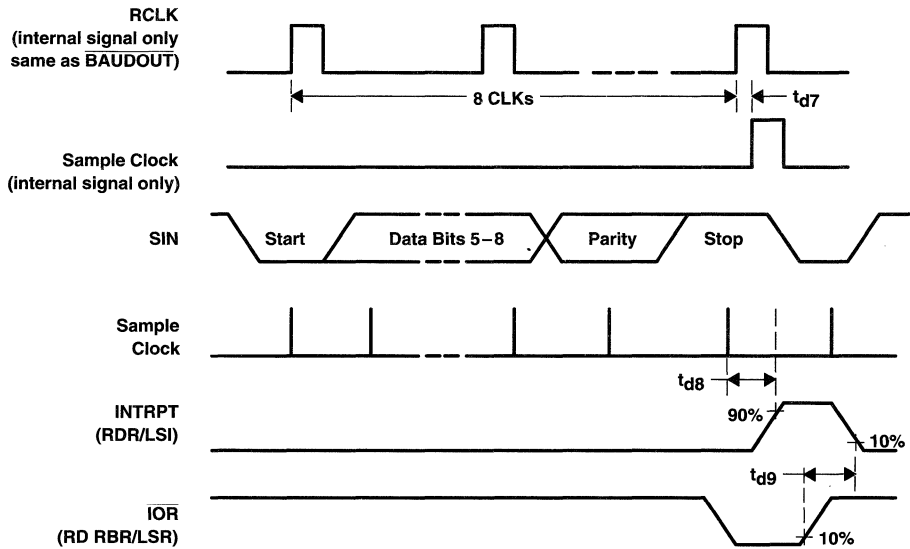 RCLK
(internal signal only
same as BAUDOUT)
8 CLKs
td7
Sample Clock
(internal signal only)
SIN
Start
Data Bits 5–8
Parity
Stop
Sample
Clock
td8
INTRPT
(RDR/LSI)
90%
10%
td9
IOR
(RD RBR/LSR)
10%